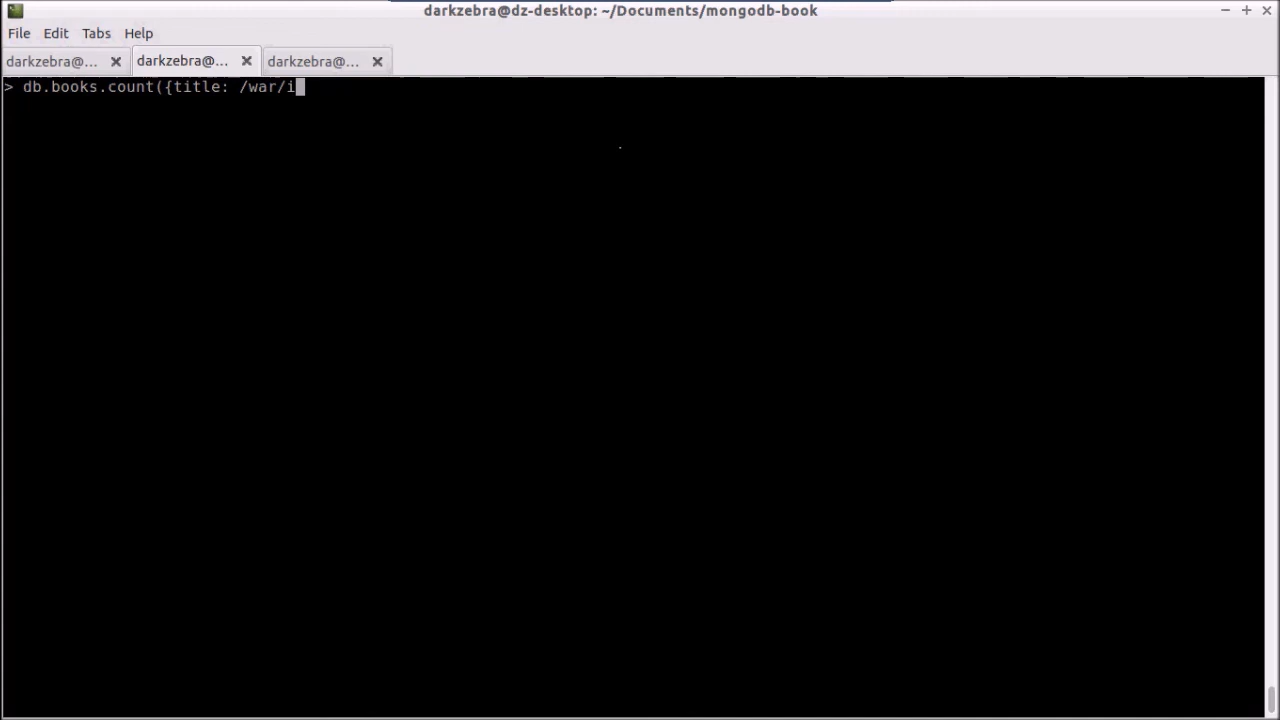 darkzebra@dz-desktop: ~/Documents/mongodb-book
File Edit Tabs Help
darkzebra@... darkzebra@... darkzebra@...
> db.books.count({title: /war/i